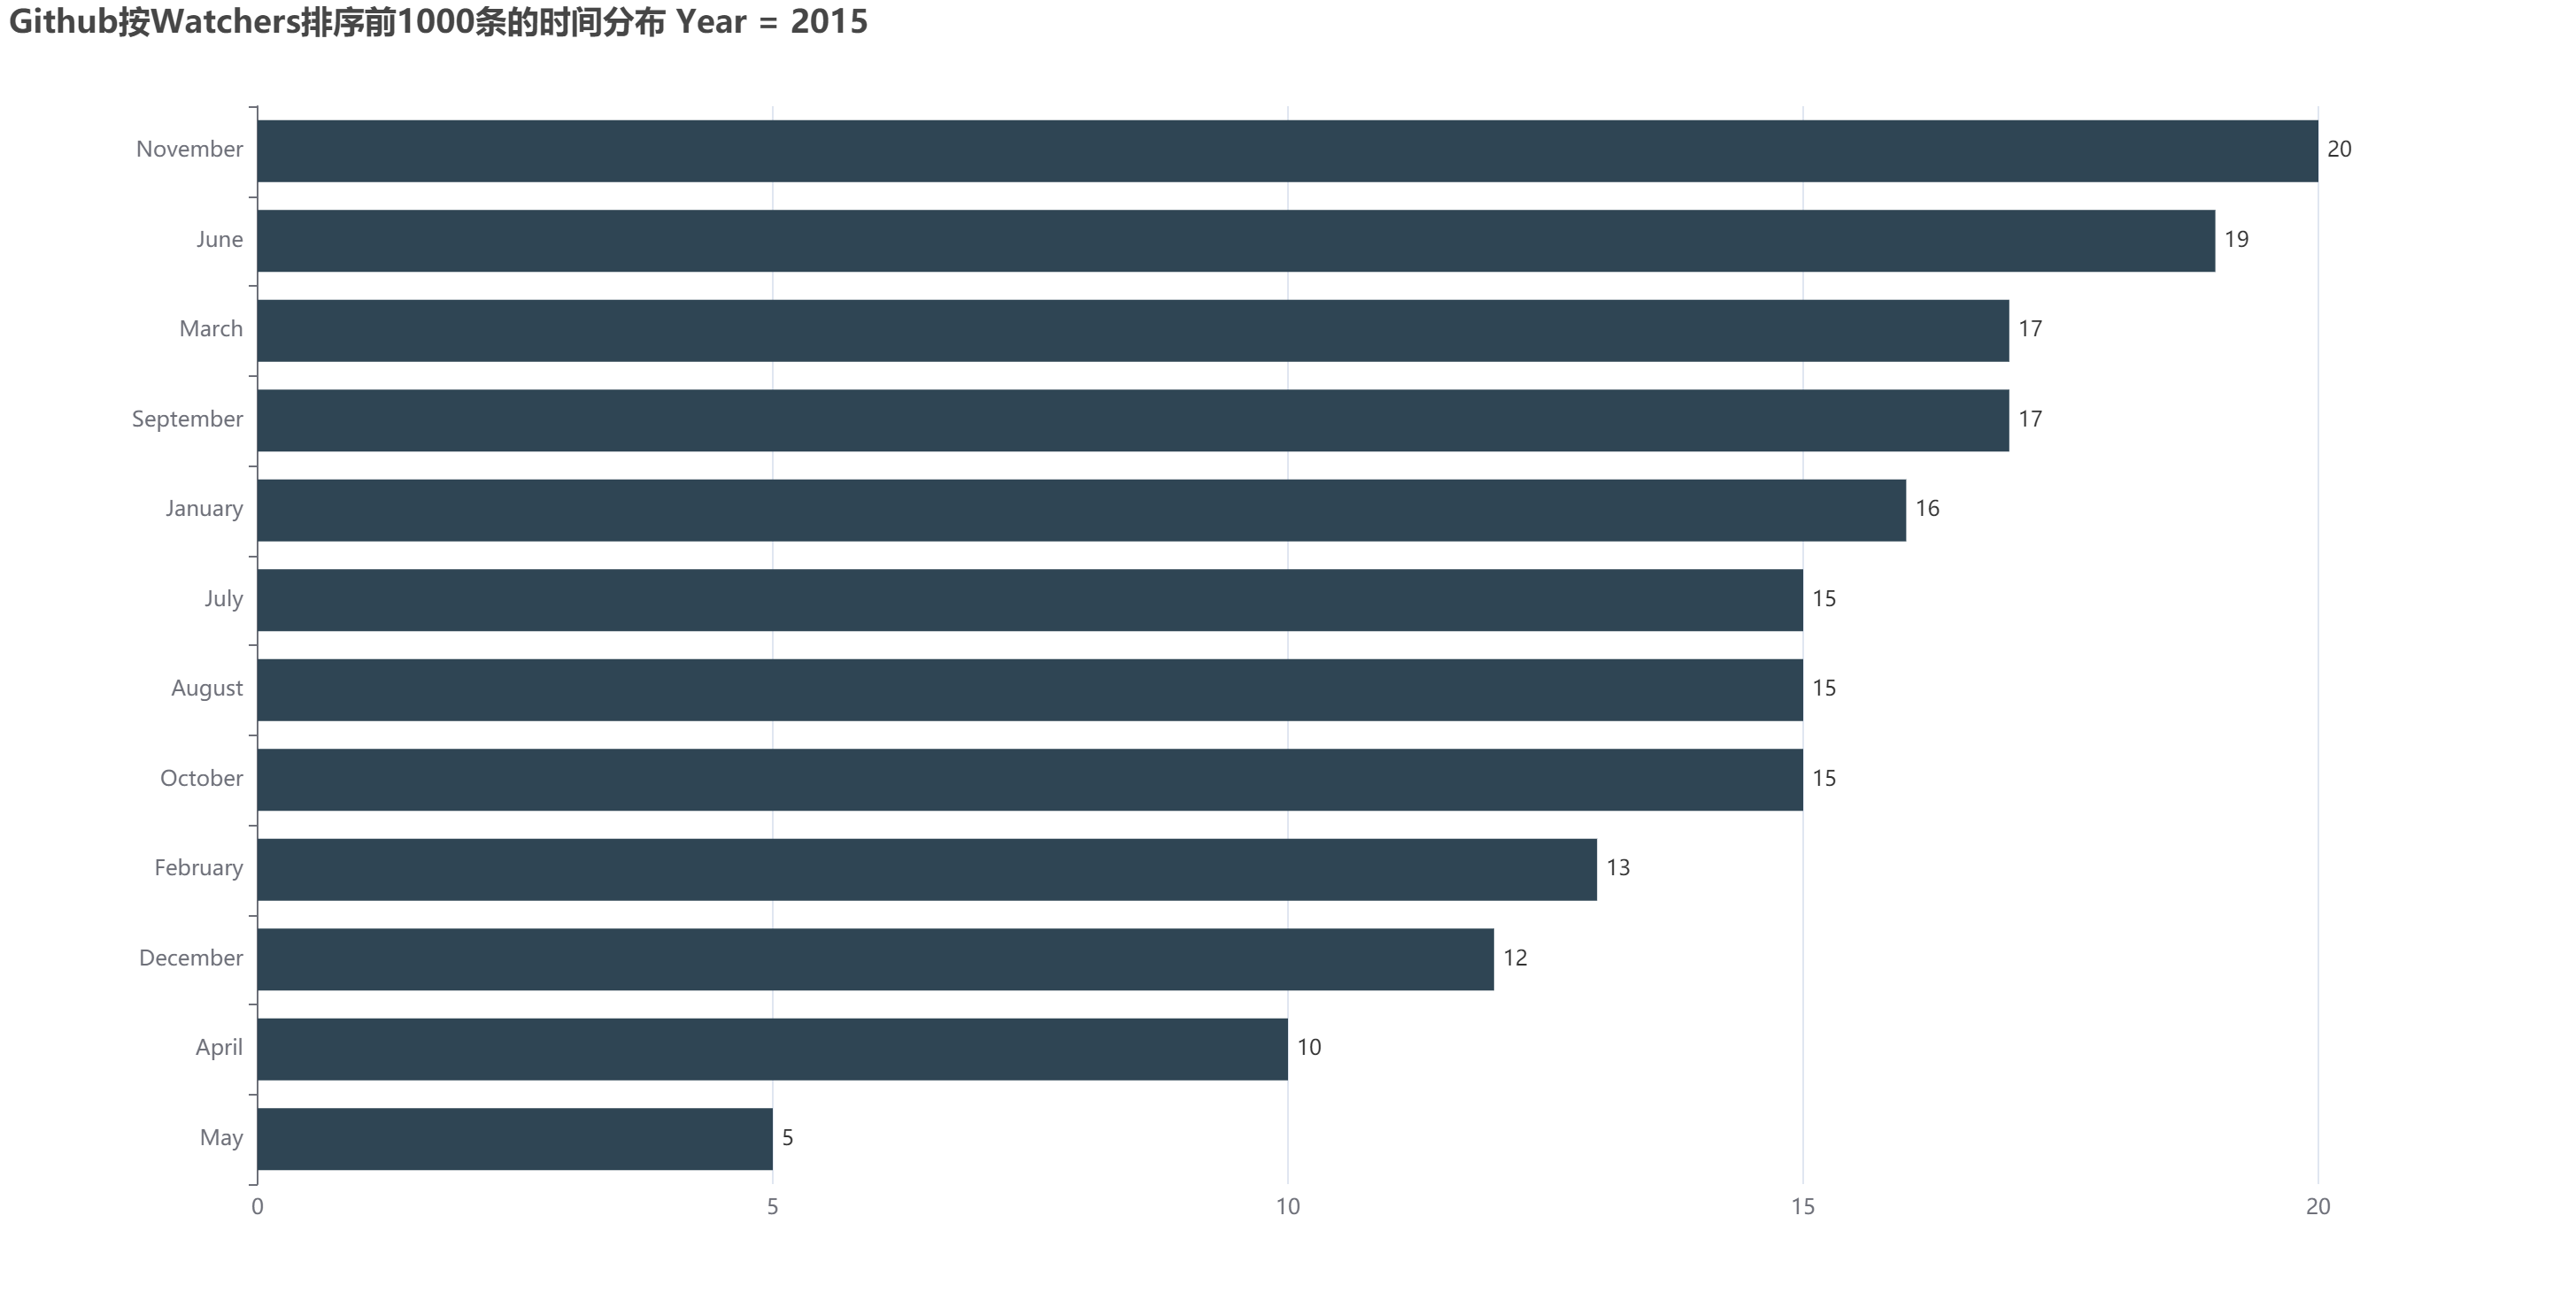 Github按Watchers排序前1000条的时间分布 Year = 2015
November 20
June 19
March 17
September 17
January 16
July 15
August 15
October 15
February 13
December 12
April 10
May 5
0 5 10 15 20